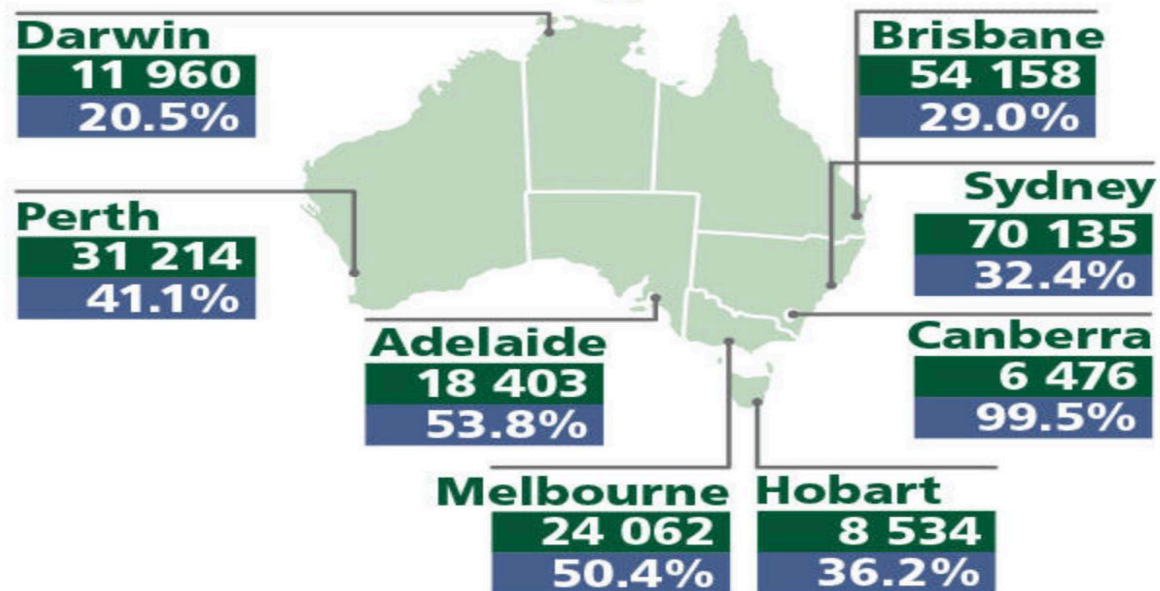 Darwin
11 960
20.5%
Brisbane
54 158
29.0%
Perth
31 214
41.1%
Sydney
70 135
32.4%
Adelaide
18 403
53.8%
Canberra
6 476
99.5%
Melbourne
24 062
50.4%
Hobart
8 534
36.2%